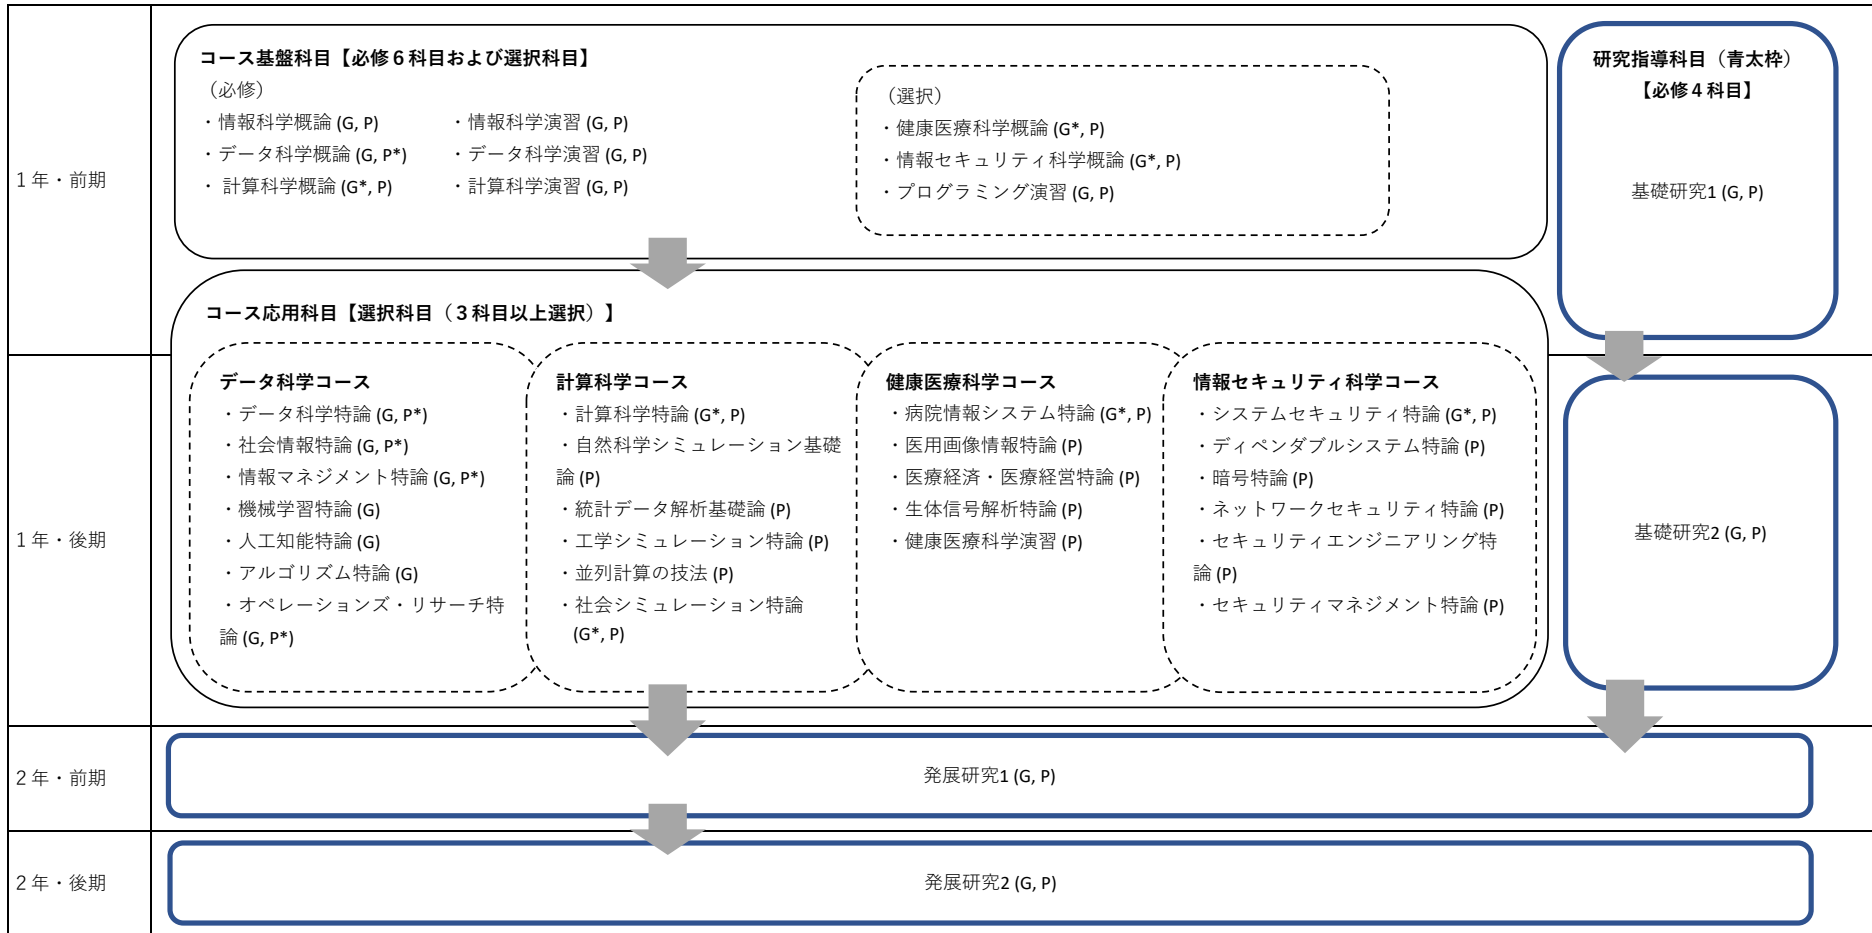 1年・前期
コース基盤科目【必修6科目および選択科目】
（必修）
・情報科学概論 (G, P)
・データ科学概論 (G, P*)
・ 計算科学概論 (G*, P)
・情報科学演習 (G, P)
・データ科学演習 (G, P)
・計算科学演習 (G, P)
（選択）
・健康医療科学概論 (G*, P)
・情報セキュリティ科学概論 (G*, P)
・プログラミング演習 (G, P)
研究指導科目（青太枠）
【必修4科目】
基礎研究1 (G, P)
コース応用科目【選択科目（３科目以上選択）】
1年・後期
データ科学コース
・データ科学特論 (G, P*)
・社会情報特論 (G, P*)
・情報マネジメント特論 (G, P*)
・機械学習特論 (G)
・人工知能特論 (G)
・アルゴリズム特論 (G)
・オペレーションズ・リサーチ特
論 (G, P*)
計算科学コース
・計算科学特論 (G*, P)
・自然科学シミュレーション基礎
論 (P)
・統計データ解析基礎論 (P)
・工学シミュレーション特論 (P)
・並列計算の技法 (P)
・社会シミュレーション特論
(G*, P)
健康医療科学コース
・病院情報システム特論 (G*, P)
・医用画像情報特論 (P)
・医療経済・医療経営特論 (P)
・生体信号解析特論 (P)
・健康医療科学演習 (P)
情報セキュリティ科学コース
・システムセキュリティ特論 (G*, P)
・ディペンダブルシステム特論 (P)
・暗号特論 (P)
・ネットワークセキュリティ特論 (P)
・セキュリティエンジニアリング特
論 (P)
・セキュリティマネジメント特論 (P)
基礎研究2 (G, P)
2年・前期
発展研究1 (G, P)
2年・後期
発展研究2 (G, P)